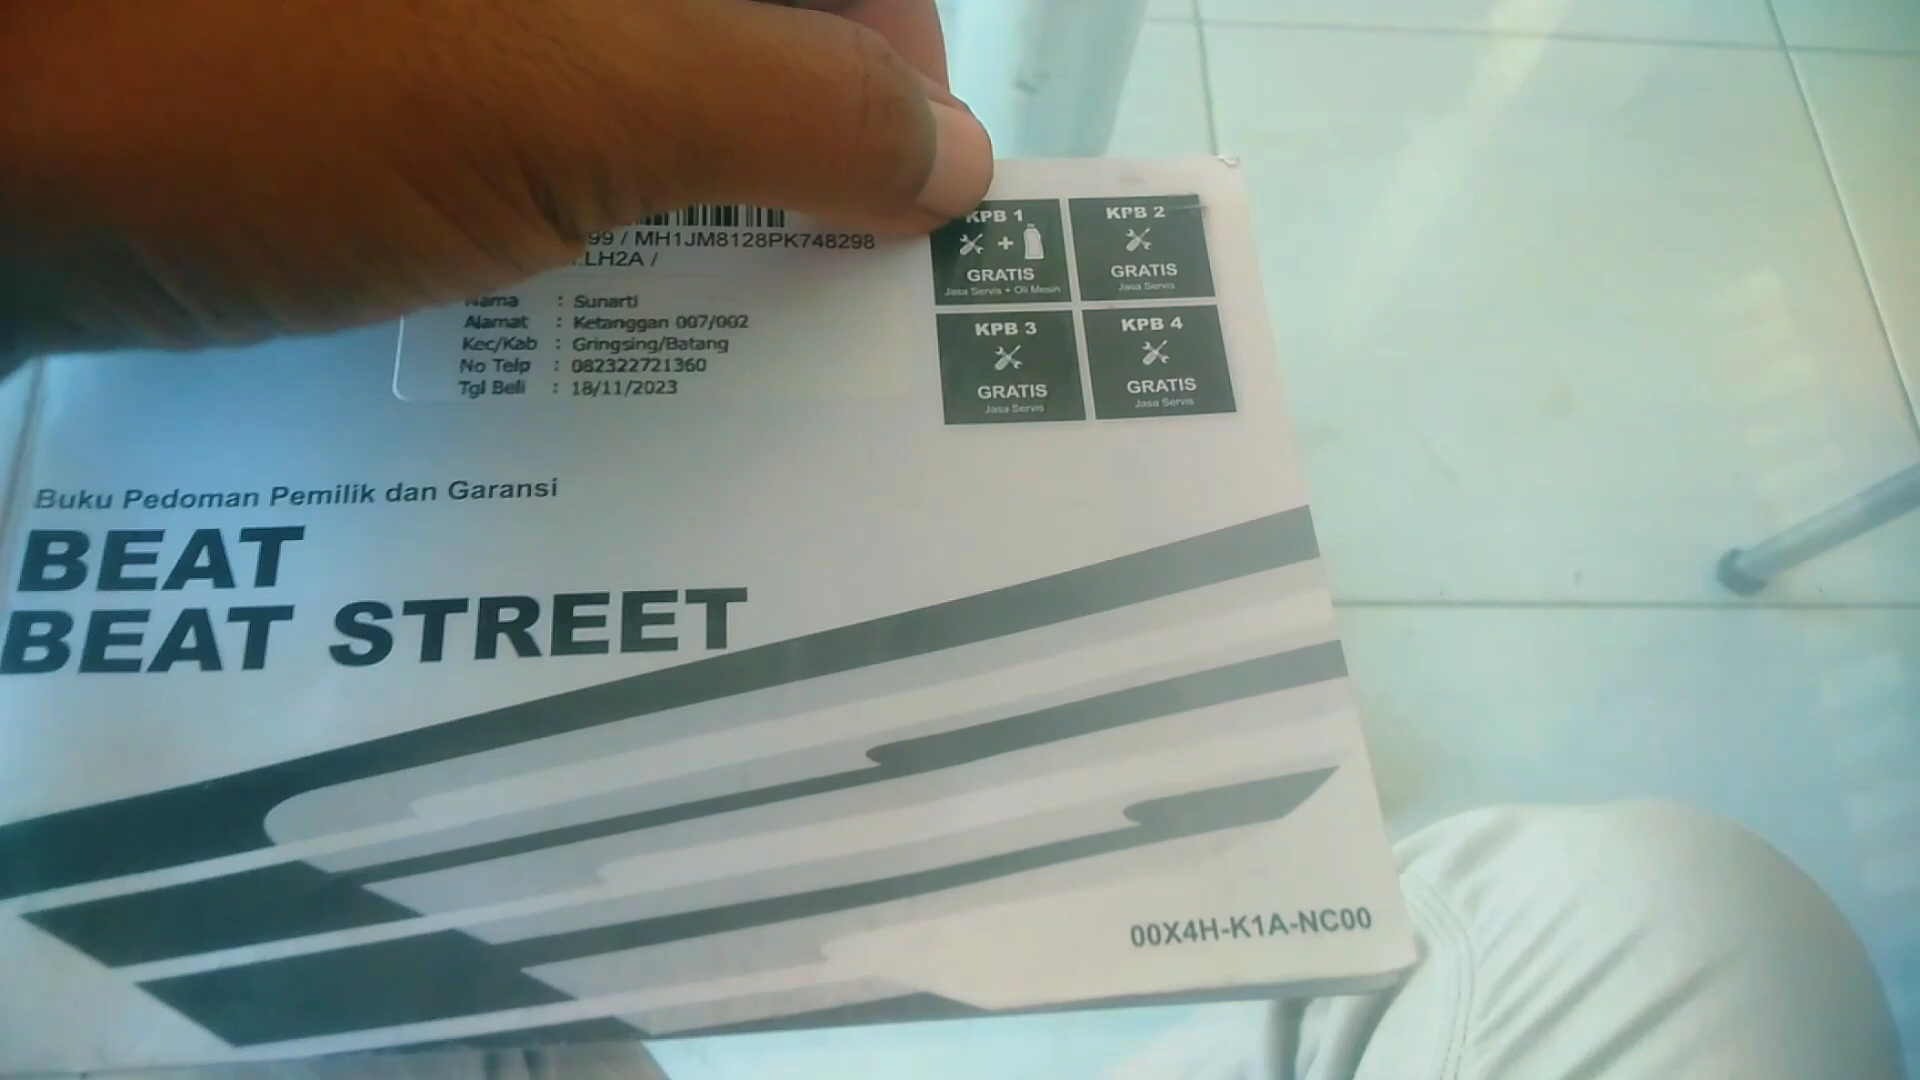 99 / MH1JM8128PK748298
LH2A /
Nama : Sunarti
Alamat : Ketanggan 007/002
Kec/Kab : Gringsing/Batang
No Telp : 082322721360
Tgl Beli : 18/11/2023
KPB 1
+
GRATIS
Jasa Servis + Oli Mesin
KPB 2
GRATIS
Jasa Servis
KPB 3
GRATIS
Jasa Servis
KPB 4
GRATIS
Jasa Servis
Buku Pedoman Pemilik dan Garansi
BEAT
BEAT STREET
00X4H-K1A-NC00